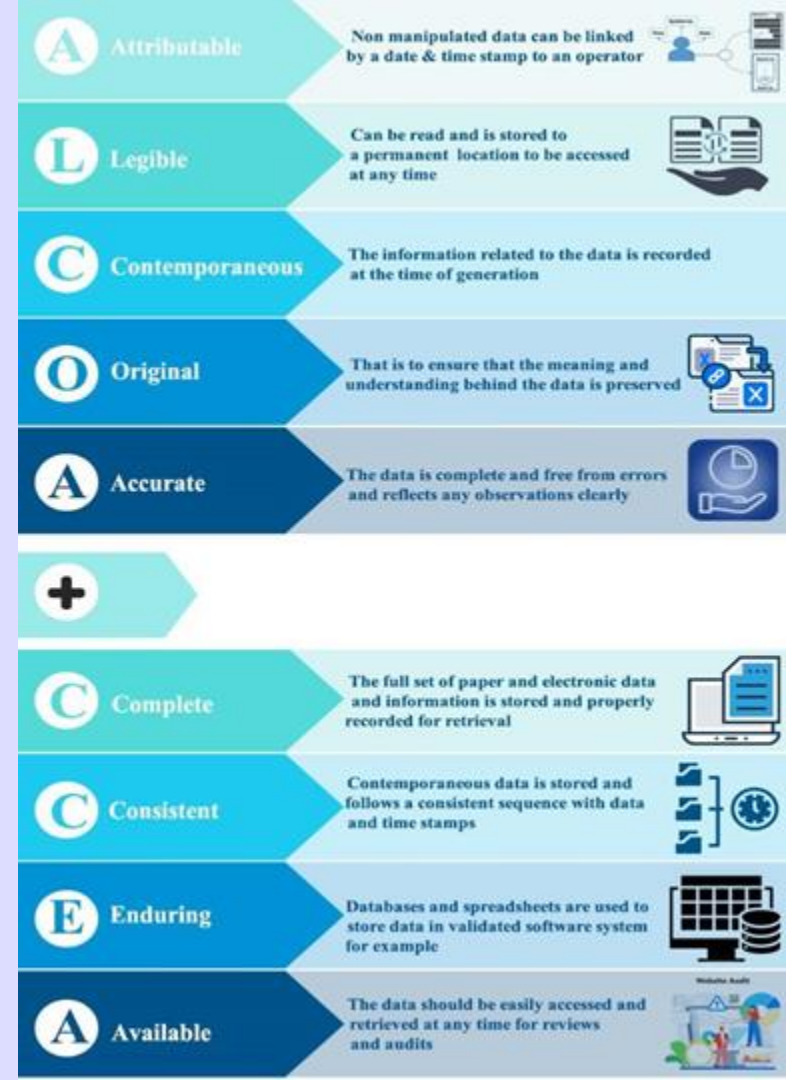 A Attributable
Non manipulated data can be linked
by a date & time stamp to an operator
L Legible
Can be read and is stored to
a permanent location to be accessed
at any time
C Contemporaneous
The information related to the data is recorded
at the time of generation
O Original
That is to ensure that the meaning and
understanding behind the data is preserved
A Accurate
The data is complete and free from errors
and reflects any observations clearly
+
C Complete
The full set of paper and electronic data
and information is stored and properly
recorded for retrieval
C Consistent
Contemporaneous data is stored and
follows a consistent sequence with data
and time stamps
E Enduring
Databases and spreadsheets are used to
store data in validated software system
for example
Website Audit
A Available
The data should be easily accessed and
retrieved at any time for reviews
and audits